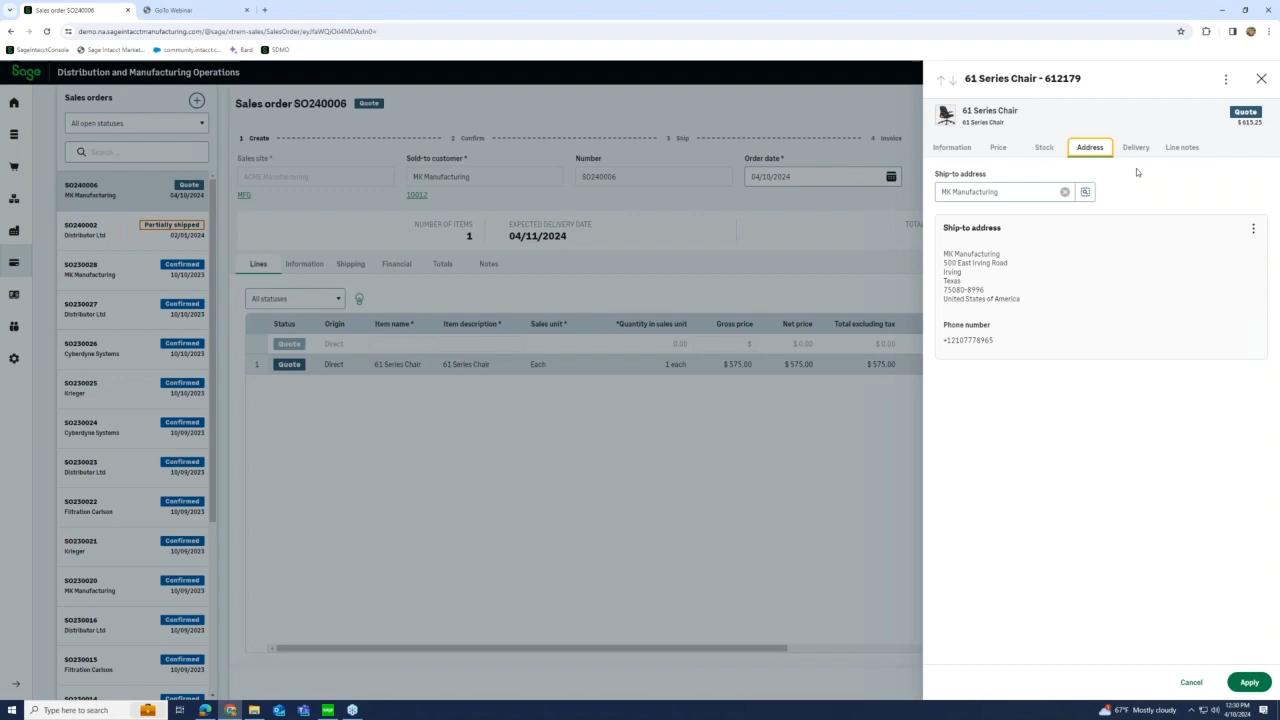 Sales order SO240006
GoTo Webinar
demo.na.sageintacctmanufacturing.com/@sage/xtrem-sales/SalesOrder/eyJfaWQiOiI4MDAxIn0=
SageIntacctConsole
Sage Intacct Market...
community.intacct.c...
Bard
SDMO
Sage
Distribution and Manufacturing Operations
Sales orders
All open statuses
Search...
SO240006 Quote
MK Manufacturing 04/10/2024
SO240002 Partially shipped
Distributor Ltd 02/01/2024
SO230028 Confirmed
MK Manufacturing 10/10/2023
SO230027 Confirmed
Distributor Ltd 10/10/2023
SO230026 Confirmed
Cyberdyne Systems 10/10/2023
SO230025 Confirmed
Krieger 10/10/2023
SO230024 Confirmed
Cyberdyne Systems 10/09/2023
SO230023 Confirmed
Distributor Ltd 10/09/2023
SO230022 Confirmed
Filtration Carlson 10/09/2023
SO230021 Confirmed
Krieger 10/09/2023
SO230020 Confirmed
MK Manufacturing 10/09/2023
SO230016 Confirmed
Distributor Ltd 10/09/2023
SO230015 Confirmed
Filtration Carlson 10/09/2023
SO230014 Confirmed
Sales order SO240006 Quote
1 Create 2 Confirm 3 Ship 4 Invoice
Sales site * Sold-to customer * Number Order date *
ACME Manufacturing MK Manufacturing SO240006 04/10/2024
MFG 10012
NUMBER OF ITEMS EXPECTED DELIVERY DATE
1 04/11/2024
Lines Information Shipping Financial Totals Notes
All statuses
Status Origin Item name * Item description * Sales unit * *Quantity in sales unit Gross price Net price Total excluding tax
Quote Direct 0.00 $ $ 0.00 $ 0.00
1 Quote Direct 61 Series Chair 61 Series Chair Each 1 each $ 575.00 $ 575.00 $ 575.00
61 Series Chair - 612179
61 Series Chair Quote
61 Series Chair $ 615.25
Information Price Stock Address Delivery Line notes
Ship-to address
MK Manufacturing
Ship-to address
MK Manufacturing
500 East Irving Road
Irving
Texas
75080-8996
United States of America
Phone number
+12107778965
Cancel Apply
Type here to search
67°F Mostly cloudy
12:30 PM
4/10/2024